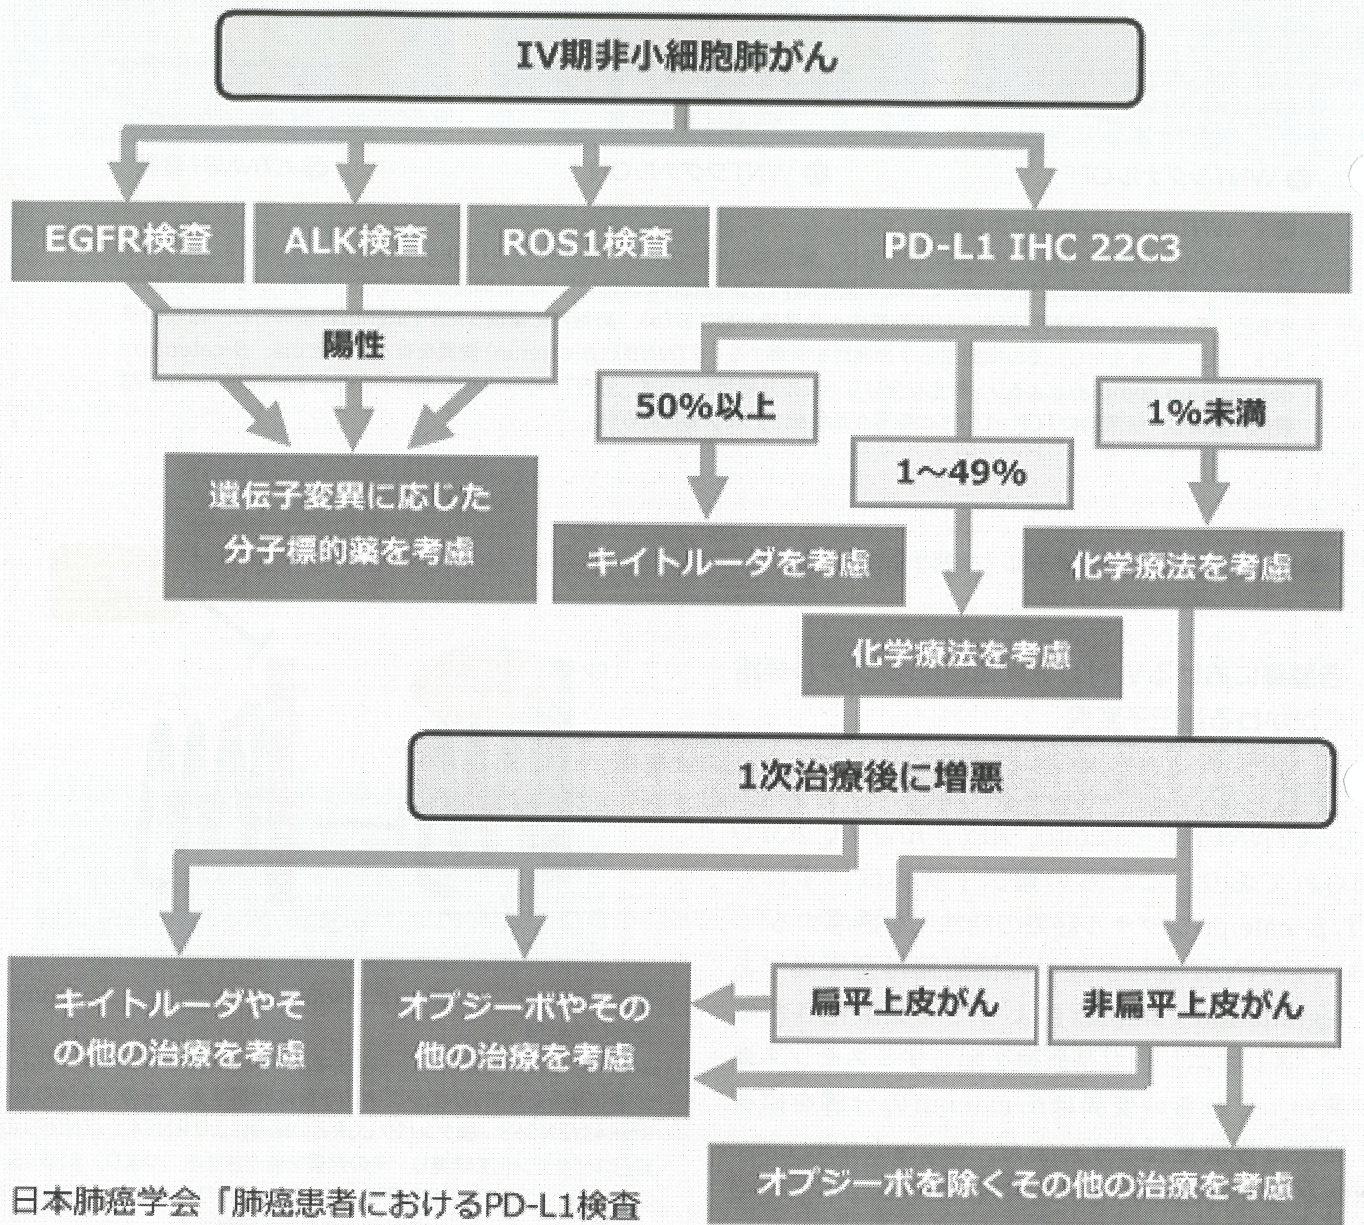 IV期非小細胞肺がん
EGFR検査
ALK検査
ROS1検査
PD-L1 IHC 22C3
陽性
50%以上
1～49%
1%未満
遺伝子変異に応じた
分子標的薬を考慮
キイトルーダを考慮
化学療法を考慮
化学療法を考慮
1次治療後に増悪
キイトルーダやそ
の他の治療を考慮
オプジーボやその
他の治療を考慮
扁平上皮がん
非扁平上皮がん
オプジーボを除くその他の治療を考慮
日本肺癌学会「肺癌患者におけるPD-L1検査